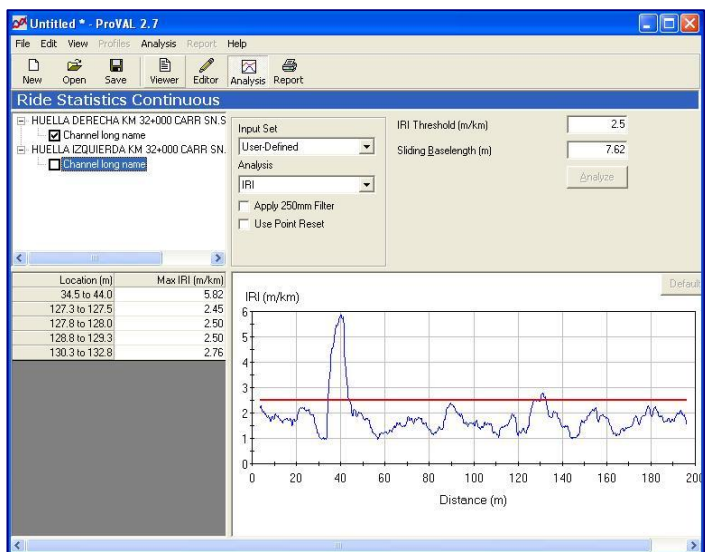 Untitled * - ProVAL 2.7
File Edit View Profiles Analysis Report Help
New Open Save Viewer Editor Analysis Report
Ride Statistics Continuous
HUELLA DERECHA KM 32+000 CARR SN.S
Channel long name
HUELLA IZQUIERDA KM 32+000 CARR SN.
Channel long name
Input Set
User-Defined
Analysis
IRI
Apply 250mm Filter
Use Point Reset
IRI Threshold (m/km) 2.5
Sliding Baselength (m) 7.62
Analyze
Location (m) Max IRI (m/km)
34.5 to 44.0 5.82
127.3 to 127.5 2.45
127.8 to 128.0 2.50
128.8 to 129.3 2.50
130.3 to 132.8 2.76
Default
IRI (m/km)
6
5
4
3
2
1
0
0 20 40 60 80 100 120 140 160 180 200
Distance (m)